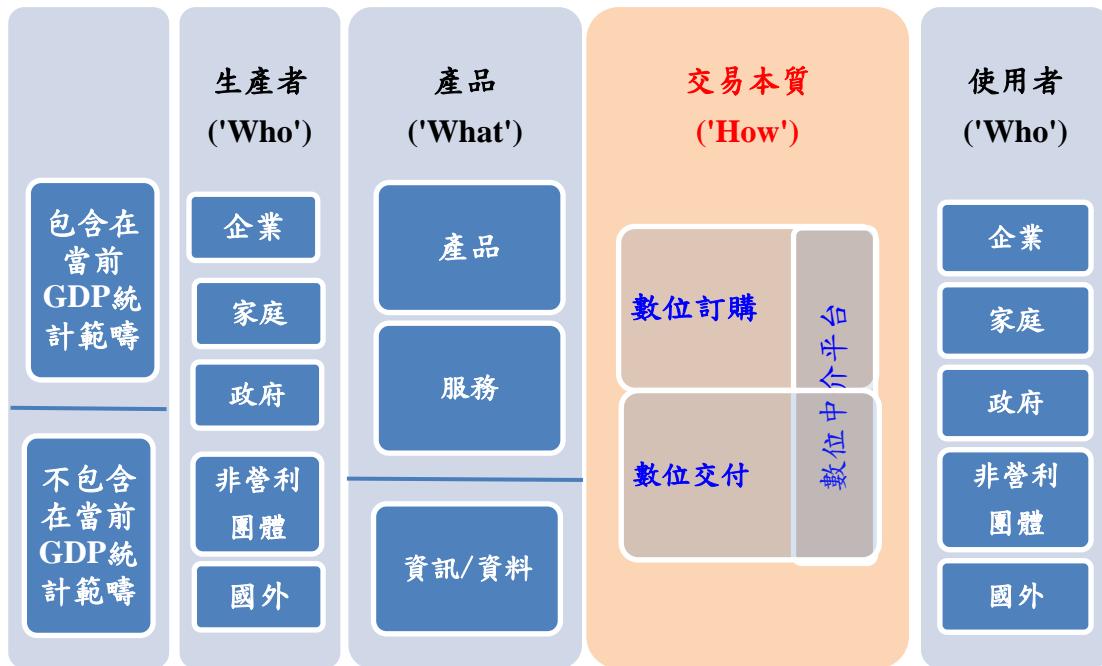 包含在
當前
GDP統
計範疇
不包含
在當前
GDP統
計範疇
生產者
('Who')
企業
家庭
政府
非營利
團體
國外
產品
('What')
產品
服務
資訊/資料
交易本質
('How')
數位訂購
數位交付
數位中介平台
使用者
('Who')
企業
家庭
政府
非營利
團體
國外